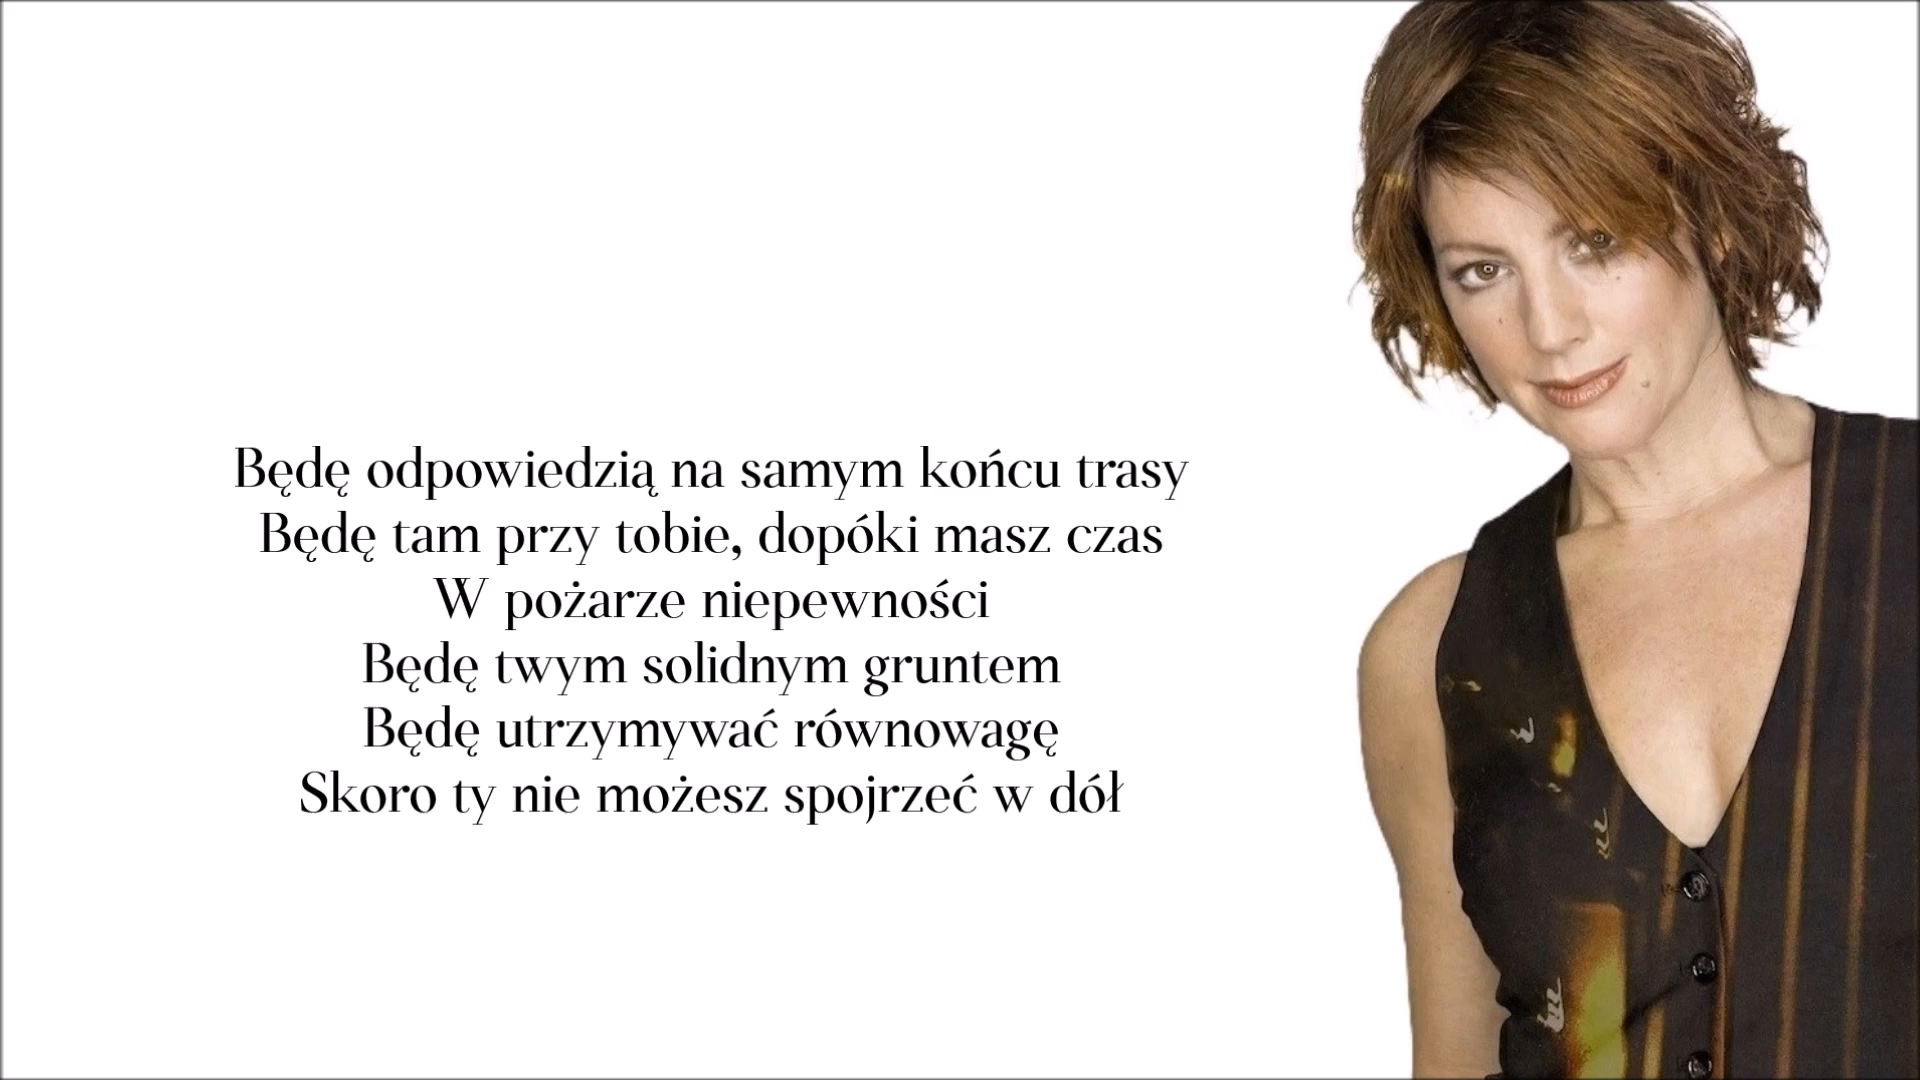 Będę odpowiedzią na samym końcu trasy
Będę tam przy tobie, dopóki masz czas
W pożarze niepewności
Będę twym solidnym gruntem
Będę utrzymywać równowagę
Skoro ty nie możesz spojrzeć w dół